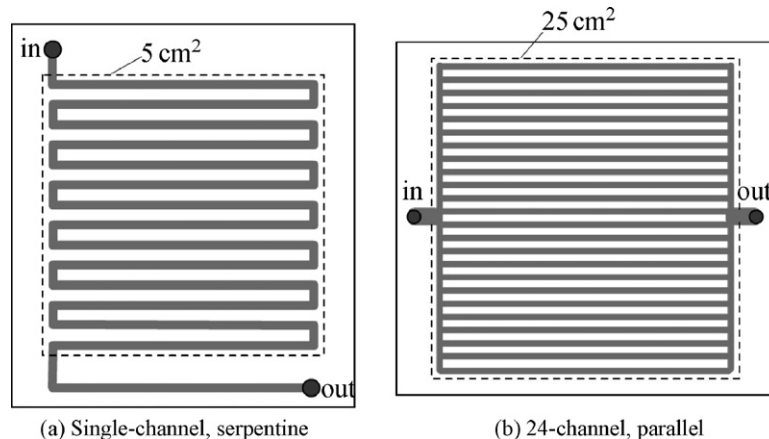 in
5 cm²
out
(a) Single-channel, serpentine
25 cm²
in
out
(b) 24-channel, parallel